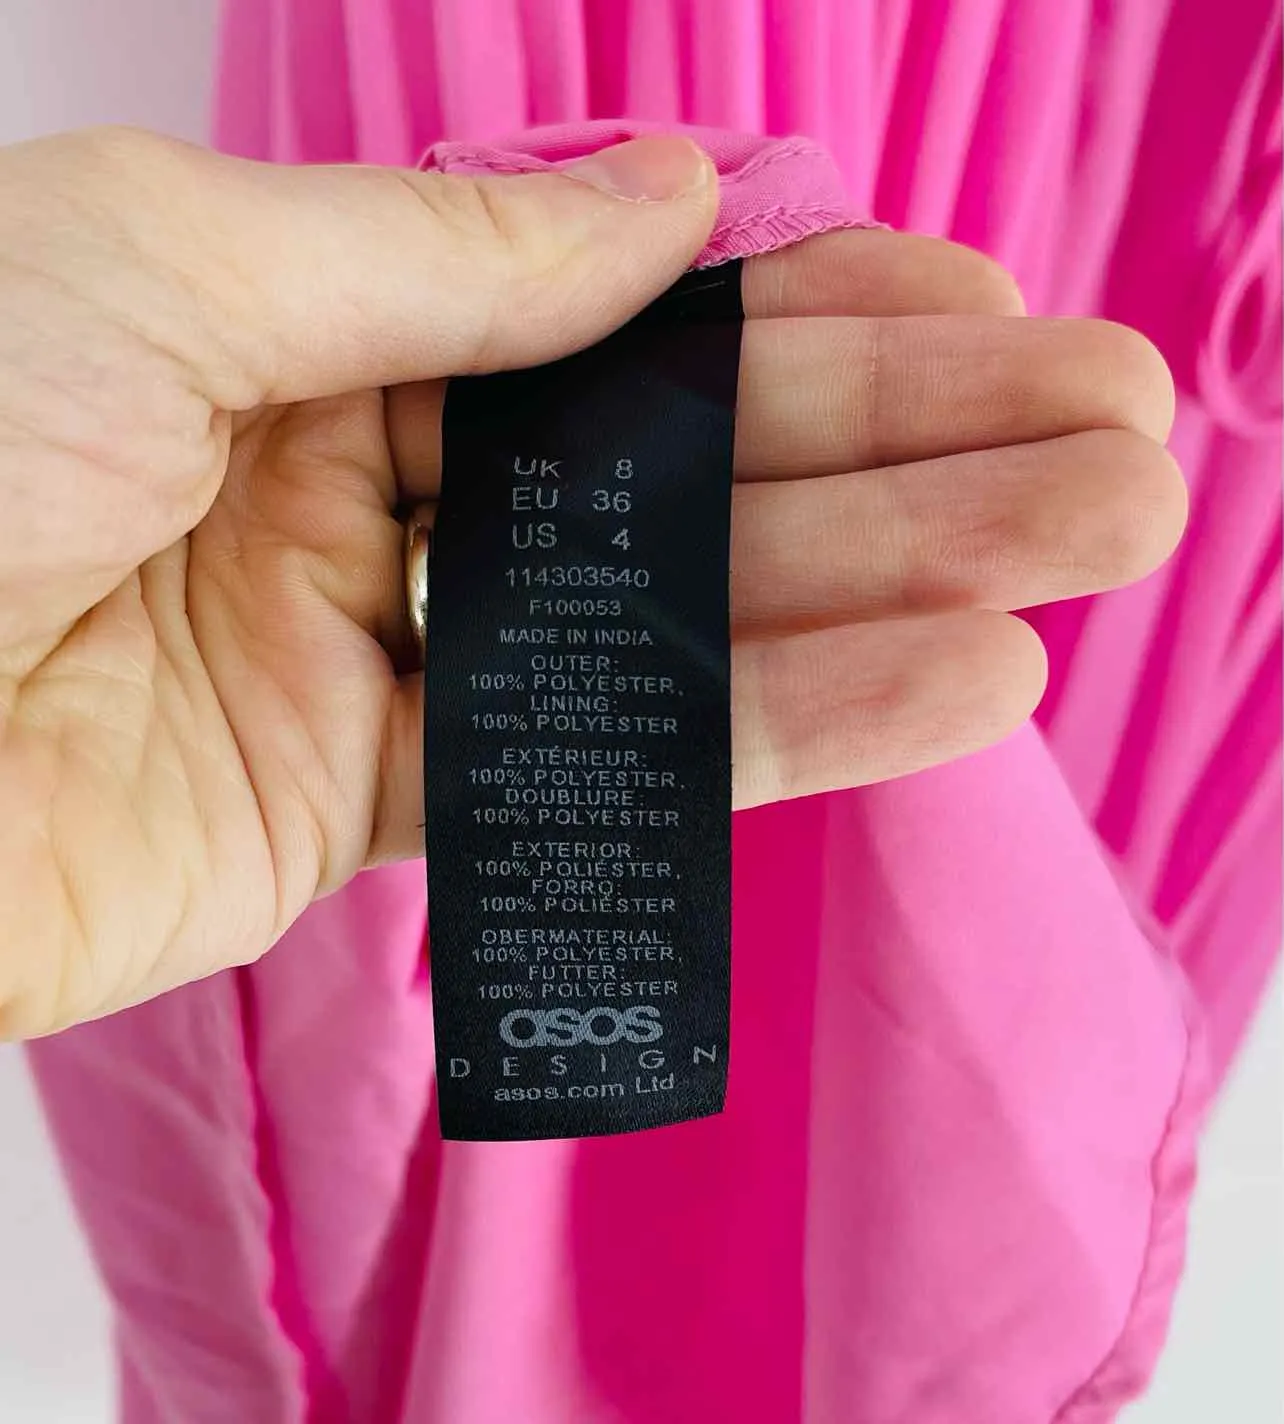 UK 8
EU 36
US 4
114303540
F100053
MADE IN INDIA
OUTER:
100% POLYESTER,
LINING:
100% POLYESTER
EXTÉRIEUR:
100% POLYESTER,
DOUBLURE:
100% POLYESTER
EXTERIOR:
100% POLIÉSTER,
FORRO:
100% POLIÉSTER
OBERMATERIAL:
100% POLYESTER,
FUTTER:
100% POLYESTER
asos
DESIGN
asos.com Ltd